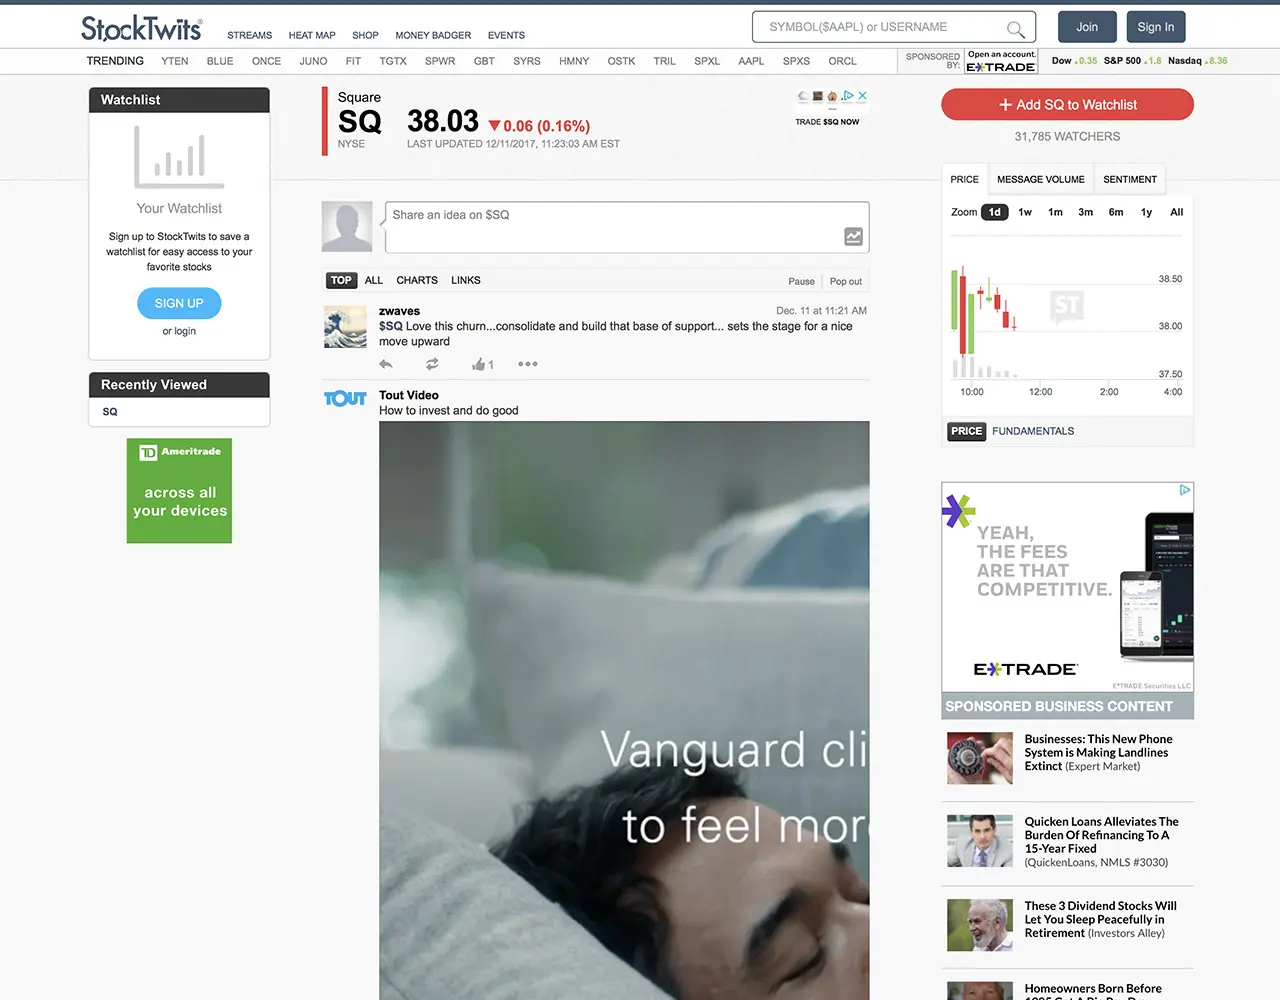 StockTwits
STREAMS HEAT MAP SHOP MONEY BADGER EVENTS
SYMBOL($AAPL) or USERNAME
Join
Sign In
TRENDING YTEN BLUE ONCE JUNO FIT TGTX SPWR GBT SYRS HMNY OSTK TRIL SPXL AAPL SPXS ORCL
SPONSORED BY:
Open an account.
E*TRADE
Dow 0.35 S&P 500 1.8 Nasdaq 8.36
Watchlist
Your Watchlist
Sign up to StockTwits to save a
watchlist for easy access to your
favorite stocks
SIGN UP
or login
Recently Viewed
SQ
TD Ameritrade
across all
your devices
Square
SQ
NYSE
38.03 ▼0.06 (0.16%)
LAST UPDATED 12/11/2017, 11:23:03 AM EST
TRADE $SQ NOW
Share an idea on $SQ
TOP ALL CHARTS LINKS
Pause Pop out
zwaves
Dec. 11 at 11:21 AM
$SQ Love this churn...consolidate and build that base of support... sets the stage for a nice
move upward
1
TOUT
Tout Video
How to invest and do good
Vanguard cli
to feel mor
+ Add SQ to Watchlist
31,785 WATCHERS
PRICE MESSAGE VOLUME SENTIMENT
Zoom 1d 1w 1m 3m 6m 1y All
ST
38.50
38.00
37.50
10:00 12:00 2:00 4:00
PRICE FUNDAMENTALS
YEAH,
THE FEES
ARE THAT
COMPETITIVE.
E*TRADE
E*TRADE Securities LLC
SPONSORED BUSINESS CONTENT
Businesses: This New Phone
System is Making Landlines
Extinct (Expert Market)
Quicken Loans Alleviates The
Burden Of Refinancing To A
15-Year Fixed
(QuickenLoans, NMLS #3030)
These 3 Dividend Stocks Will
Let You Sleep Peacefully in
Retirement (Investors Alley)
Homeowners Born Before